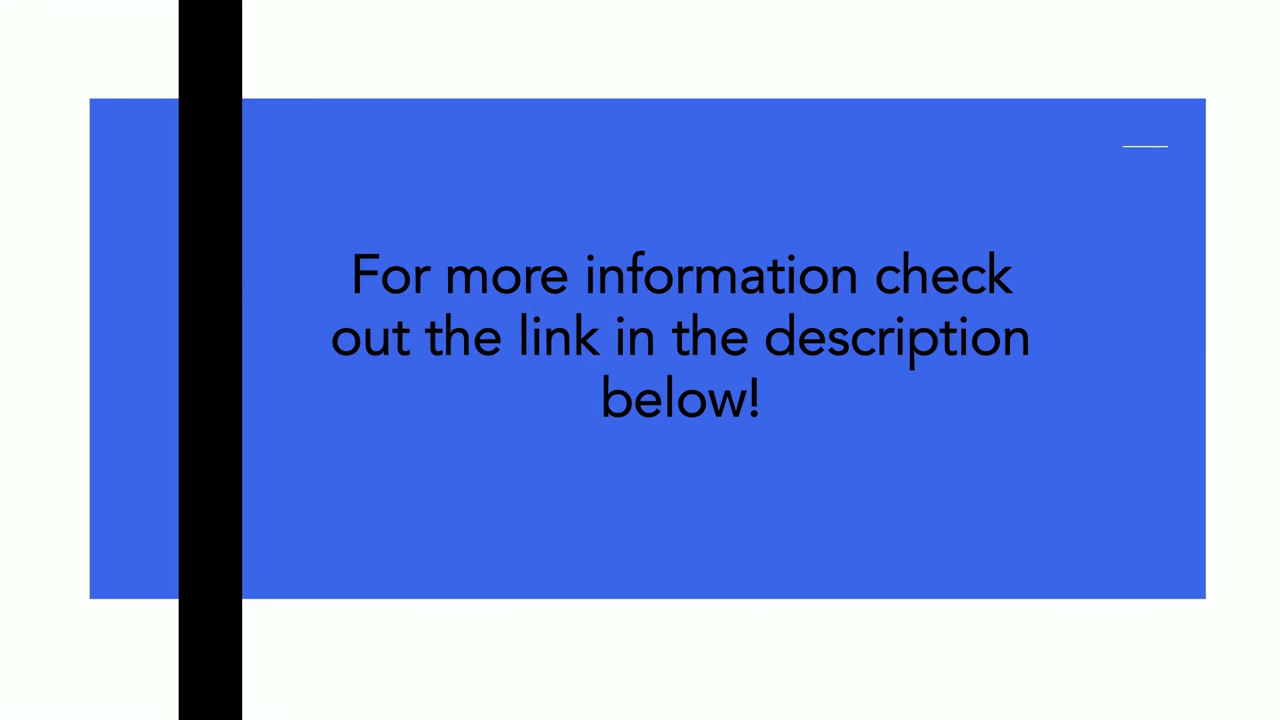 For more information check
out the link in the description
below!